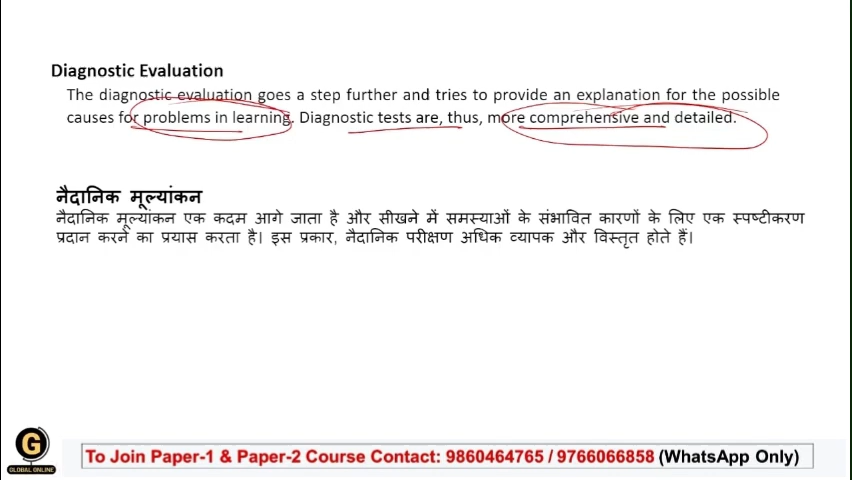 Diagnostic Evaluation
The diagnostic evaluation goes a step further and tries to provide an explanation for the possible
causes for problems in learning. Diagnostic tests are, thus, more comprehensive and detailed.
नैदानिक मूल्यांकन
नैदानिक मूल्यांकन एक कदम आगे जाता है और सीखने में समस्याओं के संभावित कारणों के लिए एक स्पष्टीकरण
प्रदान करने का प्रयास करता है। इस प्रकार, नैदानिक परीक्षण अधिक व्यापक और विस्तृत होते हैं।
G
GLOBAL ONLINE
To Join Paper-1 & Paper-2 Course Contact: 9860464765 / 9766066858 (WhatsApp Only)